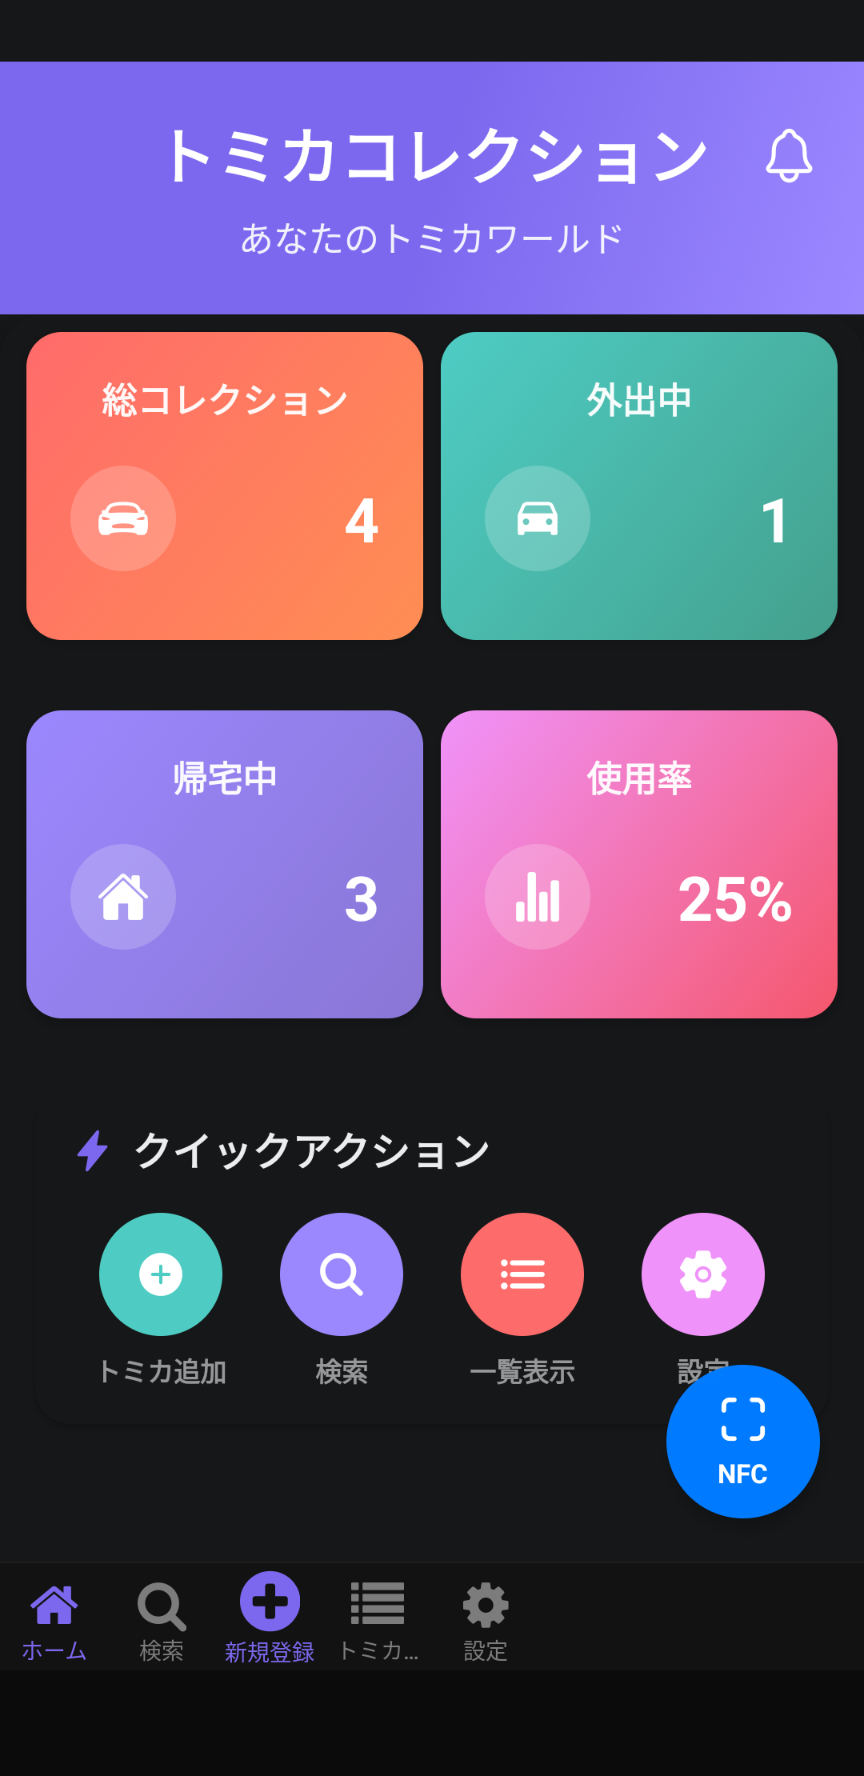 トミカコレクション
あなたのトミカワールド
総コレクション
4
外出中
1
帰宅中
3
使用率
25%
クイックアクション
トミカ追加
検索
一覧表示
設定
NFC
ホーム
検索
新規登録
トミカ...
設定